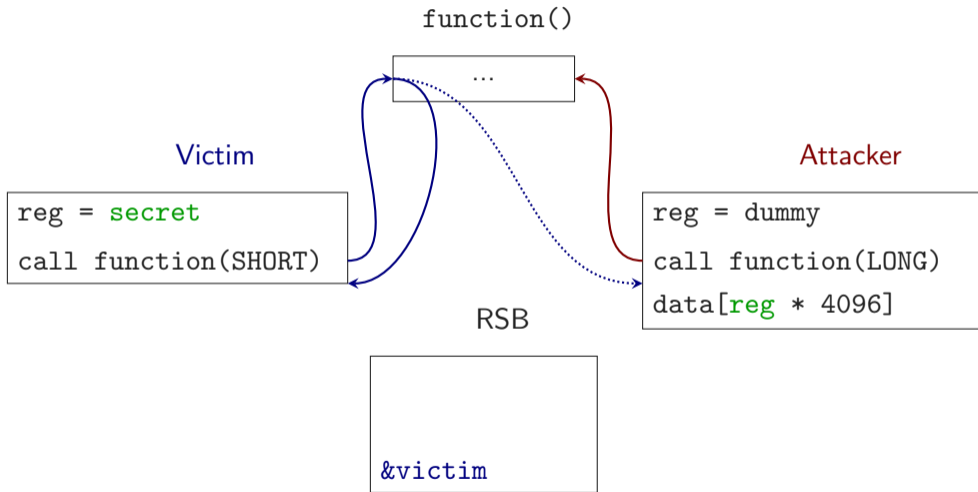 function()
...
Victim
reg = secret
call function(SHORT)
Attacker
reg = dummy
call function(LONG)
data[reg * 4096]
RSB
&victim